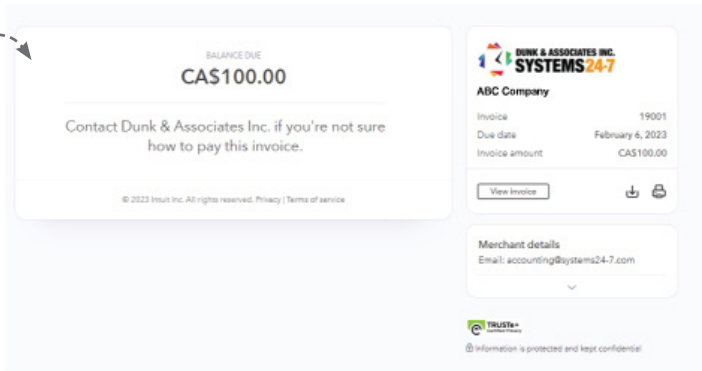 BALANCE DUE
CA$100.00
Contact Dunk & Associates Inc. if you're not sure
how to pay this invoice.
© 2023 Intuit Inc. All rights reserved. Privacy | Terms of service
DUNK & ASSOCIATES INC.
SYSTEMS24-7
ABC Company
Invoice 19001
Due date February 6, 2023
Invoice amount CA$100.00
View invoice
Merchant details
Email: accounting@systems24-7.com
TRUSTe
Certified Privacy
Information is protected and kept confidential